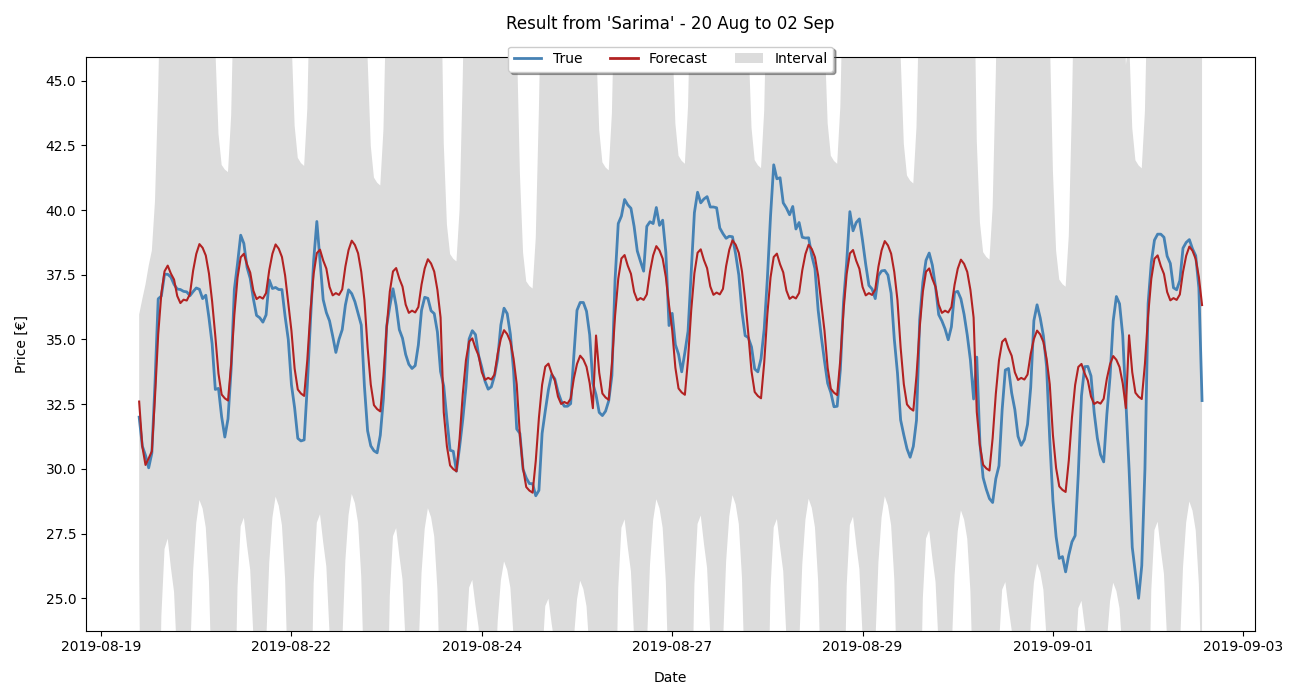 Result from 'Sarima' - 20 Aug to 02 Sep
True Forecast Interval
45.0
42.5
40.0
37.5
35.0
32.5
30.0
27.5
25.0
Price [€]
2019-08-19 2019-08-22 2019-08-24 2019-08-27 2019-08-29 2019-09-01 2019-09-03
Date